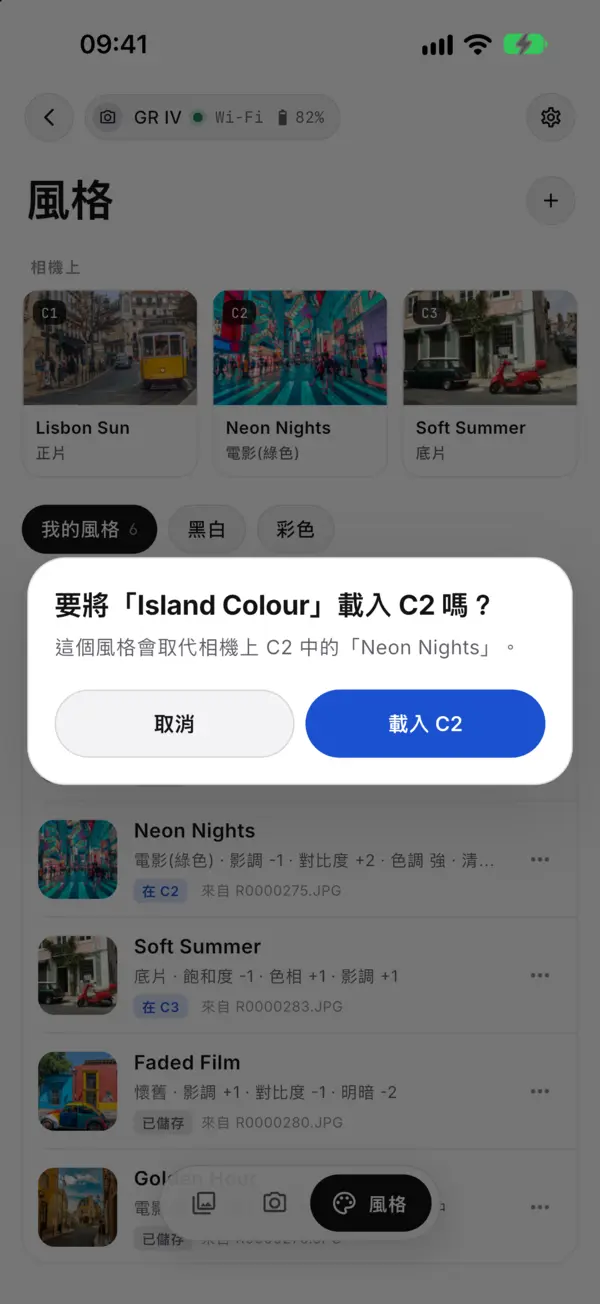 09:41
GR IV Wi-Fi 82%
風格
相機上
C1
C2
C3
Lisbon Sun
正片
Neon Nights
電影(綠色)
Soft Summer
底片
我的風格 6
黑白
彩色
要將「Island Colour」載入 C2 嗎？
這個風格會取代相機上 C2 中的「Neon Nights」。
取消
載入 C2
Neon Nights
電影(綠色) · 影調 -1 · 對比度 +2 · 色調 強 · 清...
在 C2 來自 R0000275.JPG
Soft Summer
底片 · 飽和度 -1 · 色相 +1 · 影調 +1
在 C3 來自 R0000283.JPG
Faded Film
懷舊 · 影調 +1 · 對比度 -1 · 明暗 -2
已儲存 來自 R0000280.JPG
Golden Hour
電影
風格
已儲存